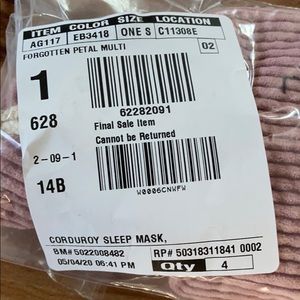 ITEM COLOR SIZE LOCATION
AG117 EB3418 ONE S C11308E
FORGOTTEN PETAL MULTI 02
1
62282091
628
Final Sale Item
Cannot be Returned
2-09-1
14B
W0006CNWFW
CORDUROY SLEEP MASK,
BM# 5022008482 RP# 50318311841 0002
05/04/20 06:41 PM Qty 4